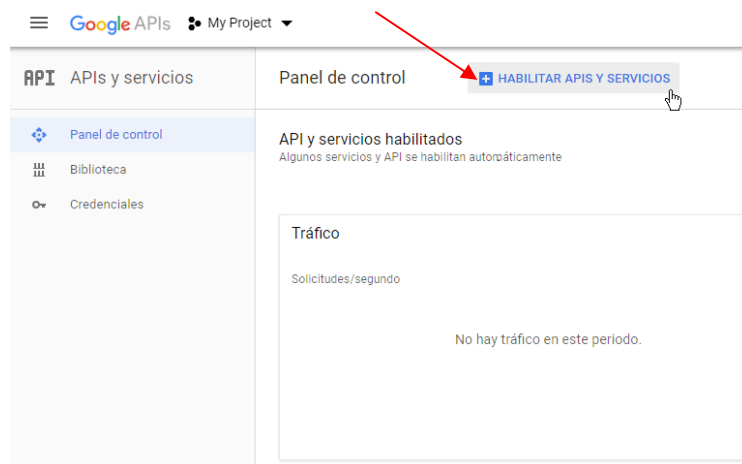 Google APIs My Project
API APIs y servicios
Panel de control
HABILITAR APIS Y SERVICIOS
Panel de control
Biblioteca
Credenciales
API y servicios habilitados
Algunos servicios y API se habilitan automáticamente
Tráfico
Solicitudes/segundo
No hay tráfico en este periodo.